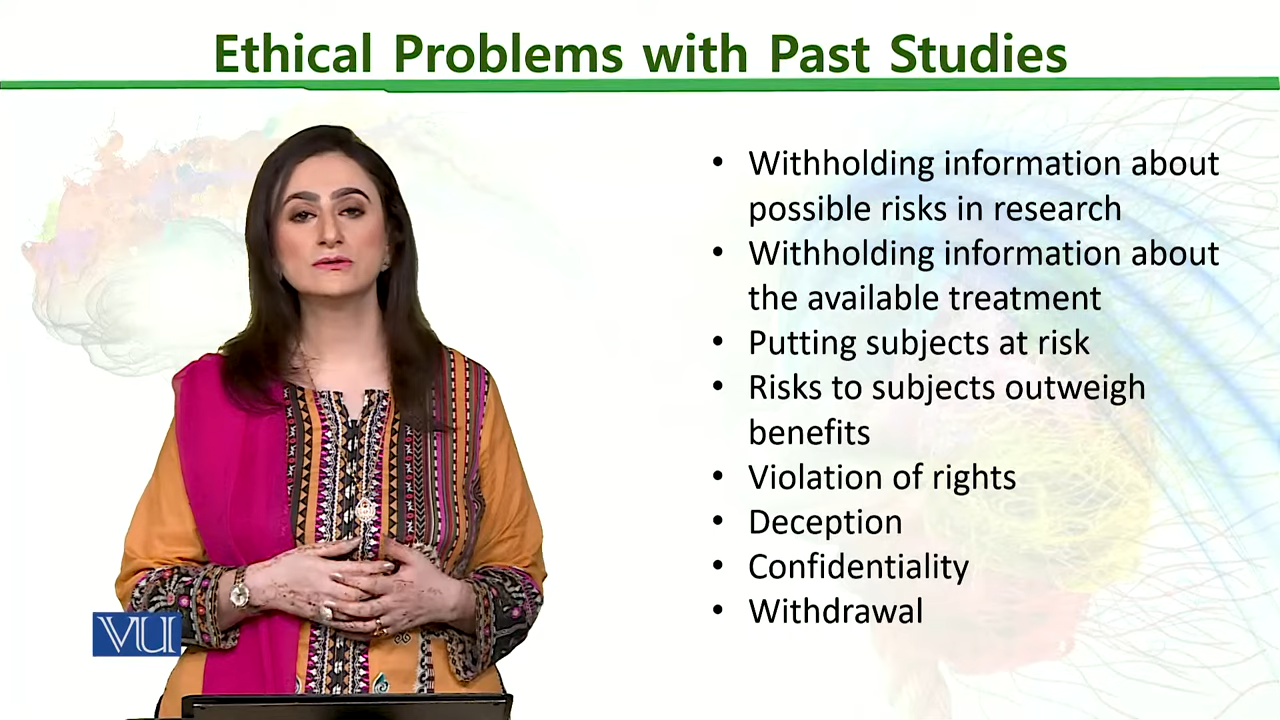 Ethical Problems with Past Studies
• Withholding information about
possible risks in research
• Withholding information about
the available treatment
• Putting subjects at risk
• Risks to subjects outweigh
benefits
• Violation of rights
• Deception
• Confidentiality
• Withdrawal
VU